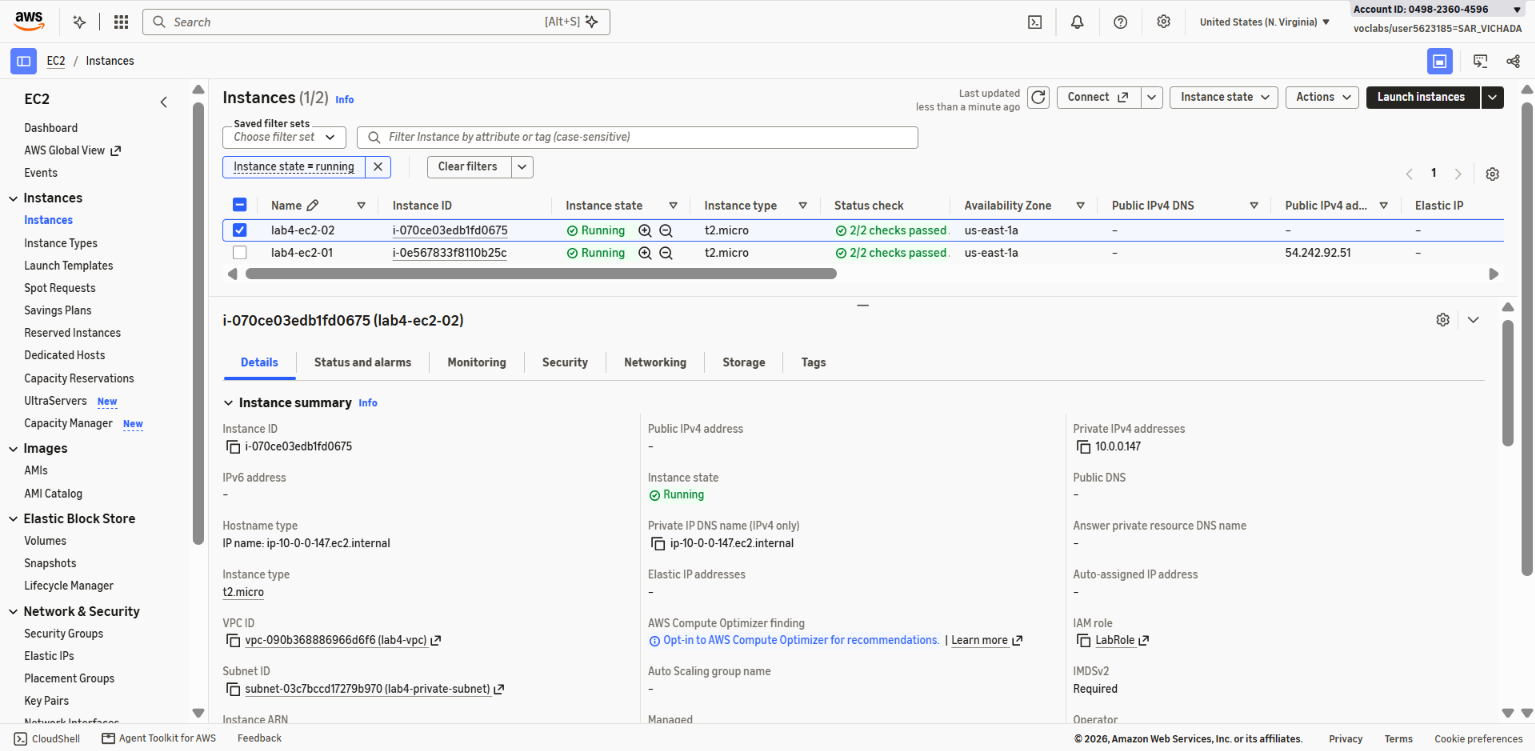 aws
Search [Alt+S]
United States (N. Virginia)
Account ID: 0498-2360-4596
voclabs/user5623185=SAR_VICHADA
EC2 / Instances
EC2
Dashboard
AWS Global View
Events
Instances
Instances
Instance Types
Launch Templates
Spot Requests
Savings Plans
Reserved Instances
Dedicated Hosts
Capacity Reservations
UltraServers New
Capacity Manager New
Images
AMIs
AMI Catalog
Elastic Block Store
Volumes
Snapshots
Lifecycle Manager
Network & Security
Security Groups
Elastic IPs
Placement Groups
Key Pairs
Network Interfaces
Instances (1/2) Info
Last updated
less than a minute ago
Connect
Instance state
Actions
Launch instances
Saved filter sets
Choose filter set
Filter Instance by attribute or tag (case-sensitive)
Instance state = running
Clear filters
1
Name Instance ID Instance state Instance type Status check Availability Zone Public IPv4 DNS Public IPv4 ad... Elastic IP
lab4-ec2-02 i-070ce03edb1fd0675 Running t2.micro 2/2 checks passed us-east-1a – – –
lab4-ec2-01 i-0e567833f8110b25c Running t2.micro 2/2 checks passed us-east-1a – 54.242.92.51 –
i-070ce03edb1fd0675 (lab4-ec2-02)
Details Status and alarms Monitoring Security Networking Storage Tags
Instance summary Info
Instance ID
i-070ce03edb1fd0675
Public IPv4 address
–
Private IPv4 addresses
10.0.0.147
IPv6 address
–
Instance state
Running
Public DNS
–
Hostname type
IP name: ip-10-0-0-147.ec2.internal
Private IP DNS name (IPv4 only)
ip-10-0-0-147.ec2.internal
Answer private resource DNS name
–
Instance type
t2.micro
Elastic IP addresses
–
Auto-assigned IP address
–
VPC ID
vpc-090b368886966d6f6 (lab4-vpc)
AWS Compute Optimizer finding
Opt-in to AWS Compute Optimizer for recommendations. | Learn more
IAM role
LabRole
Subnet ID
subnet-03c7bccd17279b970 (lab4-private-subnet)
Auto Scaling group name
–
IMDSv2
Required
Instance ARN
Managed
Operator
CloudShell
Agent Toolkit for AWS
Feedback
© 2026, Amazon Web Services, Inc. or its affiliates.
Privacy
Terms
Cookie preferences